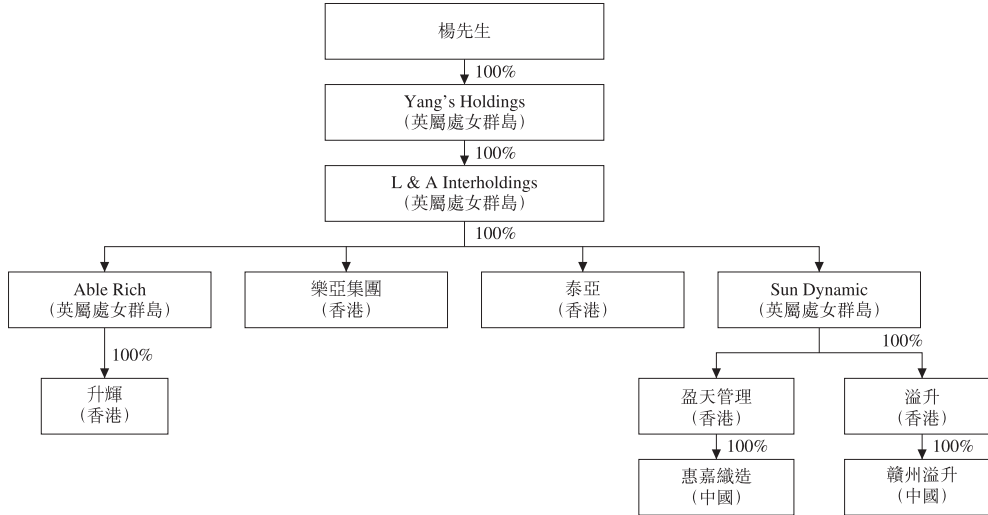 楊先生
100%
Yang’s Holdings
(英屬處女群島)
100%
L & A Interholdings
(英屬處女群島)
100%
Able Rich
(英屬處女群島)
樂亞集團
(香港)
泰亞
(香港)
Sun Dynamic
(英屬處女群島)
100%
100%
升輝
(香港)
盈天管理
(香港)
溢升
(香港)
100%
100%
惠嘉織造
(中國)
贛州溢升
(中國)